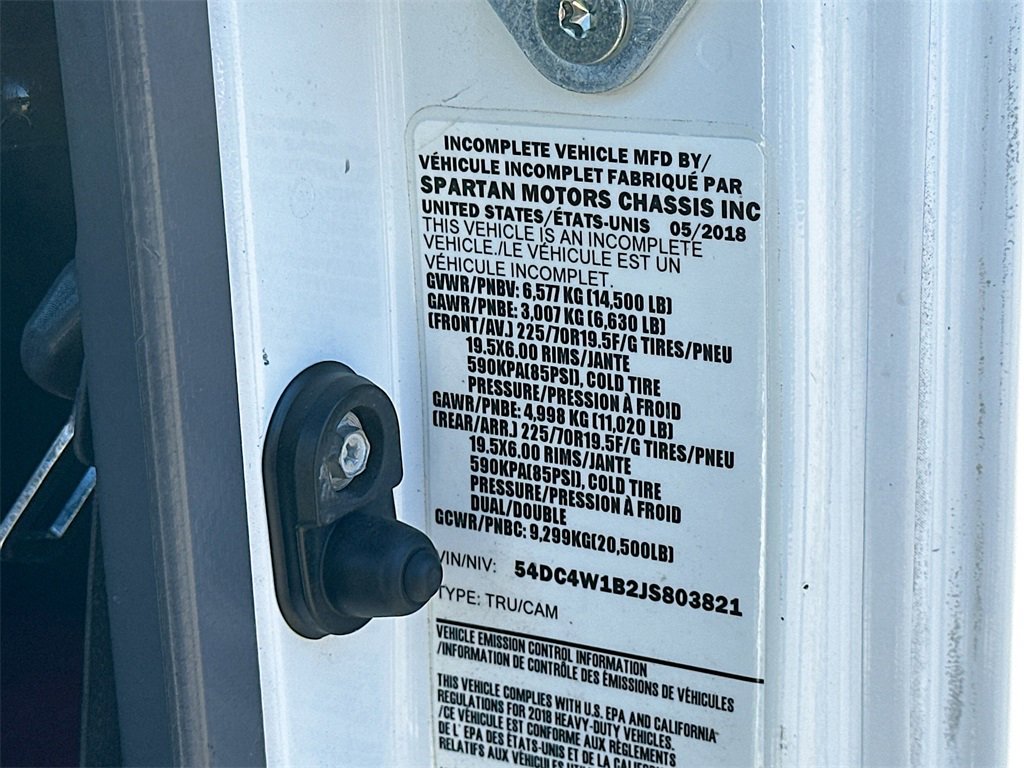 INCOMPLETE VEHICLE MFD BY/
VÉHICULE INCOMPLET FABRIQUÉ PAR
SPARTAN MOTORS CHASSIS INC
UNITED STATES/ÉTATS-UNIS 05/2018
THIS VEHICLE IS AN INCOMPLETE
VEHICLE./LE VÉHICULE EST UN
VÉHICULE INCOMPLET.
GVWR/PNBV: 6,577 KG (14,500 LB)
GAWR/PNBE: 3,007 KG (6,630 LB)
(FRONT/AV.) 225/70R19.5F/G TIRES/PNEU
19.5X6.00 RIMS/JANTE
590KPA(85PSI), COLD TIRE
PRESSURE/PRESSION À FROID
GAWR/PNBE: 4,998 KG (11,020 LB)
(REAR/ARR.) 225/70R19.5F/G TIRES/PNEU
19.5X6.00 RIMS/JANTE
590KPA(85PSI), COLD TIRE
PRESSURE/PRESSION À FROID
DUAL/DOUBLE
GCWR/PNBC: 9,299KG(20,500LB)
/IN/NIV: 54DC4W1B2JS803821
TYPE: TRU/CAM
VEHICLE EMISSION CONTROL INFORMATION
/INFORMATION DE CONTRÔLE DES ÉMISSIONS DE VÉHICULES
THIS VEHICLE COMPLIES WITH U.S. EPA AND CALIFORNIA
REGULATIONS FOR 2018 HEAVY-DUTY VEHICLES.
/CE VÉHICULE EST CONFORME AUX RÈGLEMENTS
DE L' EPA DES ÉTATS-UNIS ET DE LA
RELATIFS AUX VÉHICULES